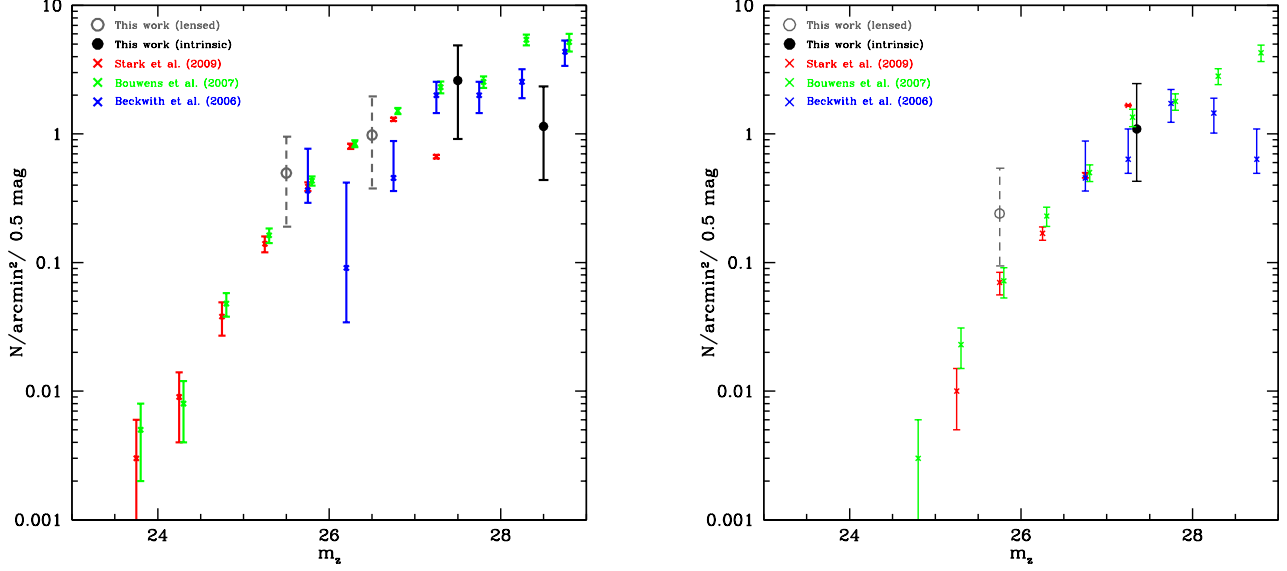 10
This work (lensed)
This work (intrinsic)
Stark et al. (2009)
Bouwens et al. (2007)
Beckwith et al. (2006)
1
0.1
0.01
0.001
N/arcmin²/ 0.5 mag
24 26 28
m_z
10
This work (lensed)
This work (intrinsic)
Stark et al. (2009)
Bouwens et al. (2007)
Beckwith et al. (2006)
1
0.1
0.01
0.001
N/arcmin²/ 0.5 mag
24 26 28
m_z